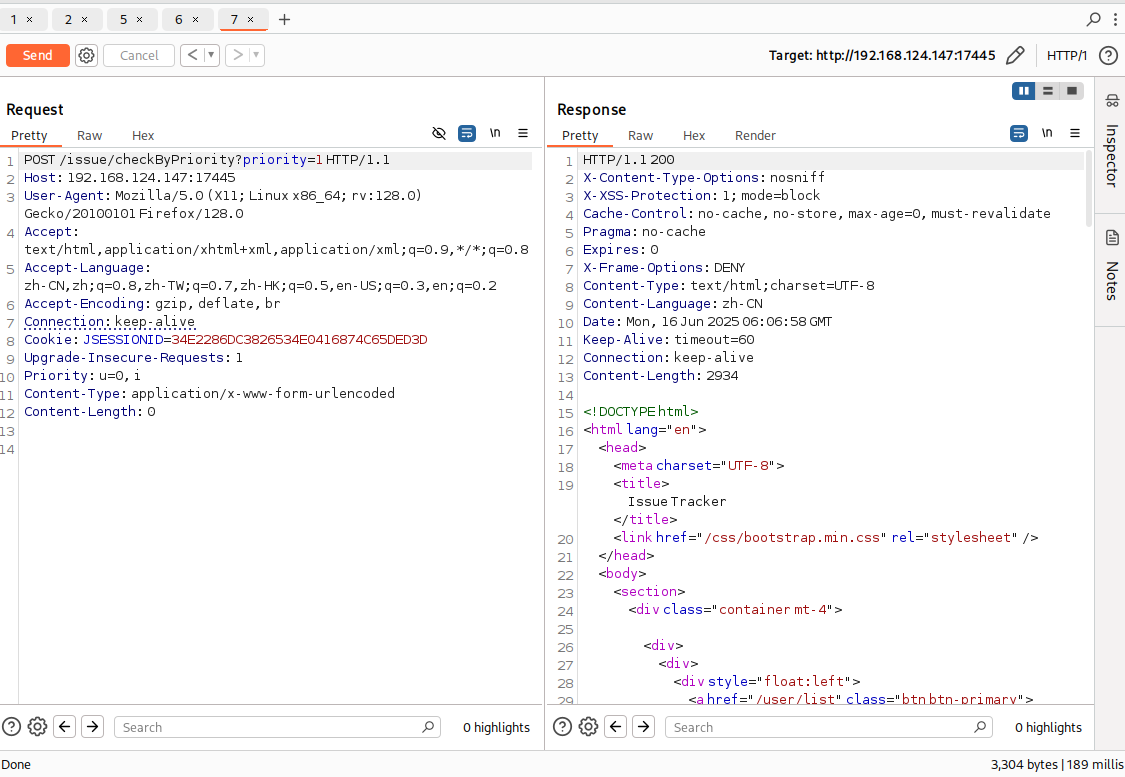 1 × 2 × 5 × 6 × 7 × +
Send Cancel < > Target: http://192.168.124.147:17445 HTTP/1 ?
Request
Pretty Raw Hex \n
1 POST /issue/checkByPriority?priority=1 HTTP/1.1
2 Host: 192.168.124.147:17445
3 User-Agent: Mozilla/5.0 (X11; Linux x86_64; rv:128.0)
Gecko/20100101 Firefox/128.0
4 Accept:
text/html,application/xhtml+xml,application/xml;q=0.9,*/*;q=0.8
5 Accept-Language:
zh-CN,zh;q=0.8,zh-TW;q=0.7,zh-HK;q=0.5,en-US;q=0.3,en;q=0.2
6 Accept-Encoding: gzip, deflate, br
7 Connection: keep-alive
8 Cookie: JSESSIONID=34E2286DC3826534E0416874C65DED3D
9 Upgrade-Insecure-Requests: 1
10 Priority: u=0, i
11 Content-Type: application/x-www-form-urlencoded
12 Content-Length: 0
13
14
? Search 0 highlights
Response
Pretty Raw Hex Render \n
1 HTTP/1.1 200
2 X-Content-Type-Options: nosniff
3 X-XSS-Protection: 1; mode=block
4 Cache-Control: no-cache, no-store, max-age=0, must-revalidate
5 Pragma: no-cache
6 Expires: 0
7 X-Frame-Options: DENY
8 Content-Type: text/html;charset=UTF-8
9 Content-Language: zh-CN
10 Date: Mon, 16 Jun 2025 06:06:58 GMT
11 Keep-Alive: timeout=60
12 Connection: keep-alive
13 Content-Length: 2934
14
15 <!DOCTYPE html>
16 <html lang="en">
17 <head>
18 <meta charset="UTF-8">
19 <title>
Issue Tracker
</title>
20 <link href="/css/bootstrap.min.css" rel="stylesheet" />
21 </head>
22 <body>
23 <section>
24 <div class="container mt-4">
25
26 <div>
27 <div>
28 <div style="float:left">
29 <a href="/user/list" class="btn btn-primary">
? Search 0 highlights
Inspector
Notes
Done 3,304 bytes | 189 millis